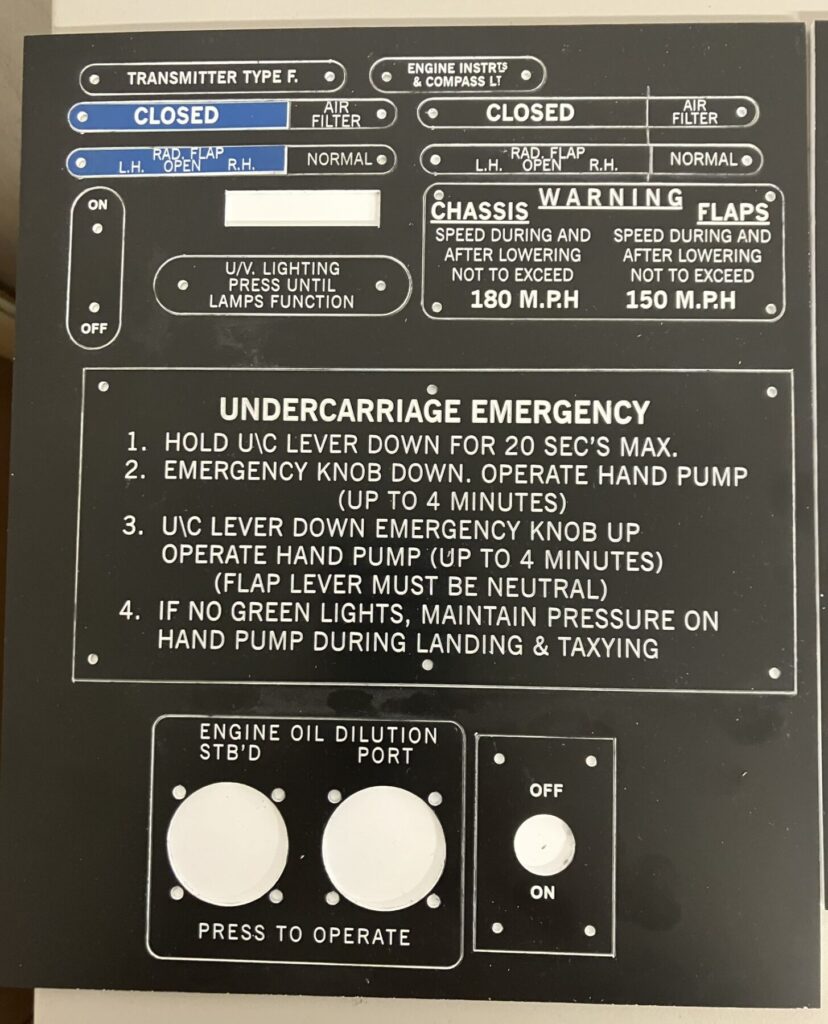 TRANSMITTER TYPE F.
ENGINE INSTRTS
& COMPASS LT
CLOSED
AIR
FILTER
CLOSED
AIR
FILTER
RAD. FLAP
L.H. OPEN R.H.
NORMAL
RAD. FLAP
L.H. OPEN R.H.
NORMAL
ON
OFF
U/V. LIGHTING
PRESS UNTIL
LAMPS FUNCTION
WARNING
CHASSIS
SPEED DURING AND
AFTER LOWERING
NOT TO EXCEED
180 M.P.H
FLAPS
SPEED DURING AND
AFTER LOWERING
NOT TO EXCEED
150 M.P.H
UNDERCARRIAGE EMERGENCY
1. HOLD U\C LEVER DOWN FOR 20 SEC'S MAX.
2. EMERGENCY KNOB DOWN. OPERATE HAND PUMP
(UP TO 4 MINUTES)
3. U\C LEVER DOWN EMERGENCY KNOB UP
OPERATE HAND PUMP (UP TO 4 MINUTES)
(FLAP LEVER MUST BE NEUTRAL)
4. IF NO GREEN LIGHTS, MAINTAIN PRESSURE ON
HAND PUMP DURING LANDING & TAXYING
ENGINE OIL DILUTION
STB'D PORT
PRESS TO OPERATE
OFF
ON